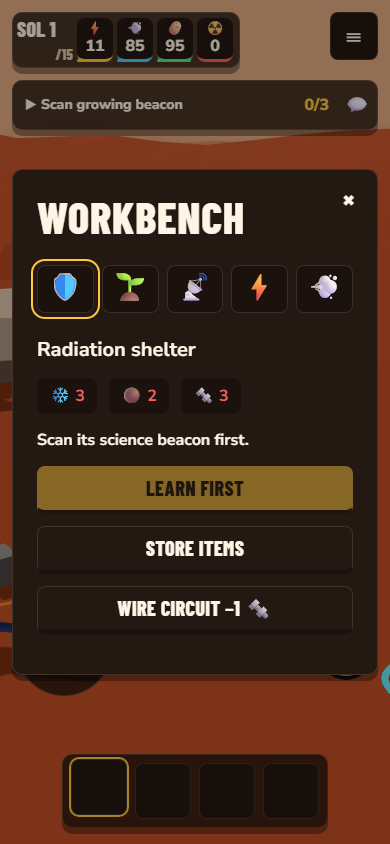 SOL 1
/15
11
85
95
0
▶ Scan growing beacon
0/3
WORKBENCH
Radiation shelter
3
2
3
Scan its science beacon first.
LEARN FIRST
STORE ITEMS
WIRE CIRCUIT −1